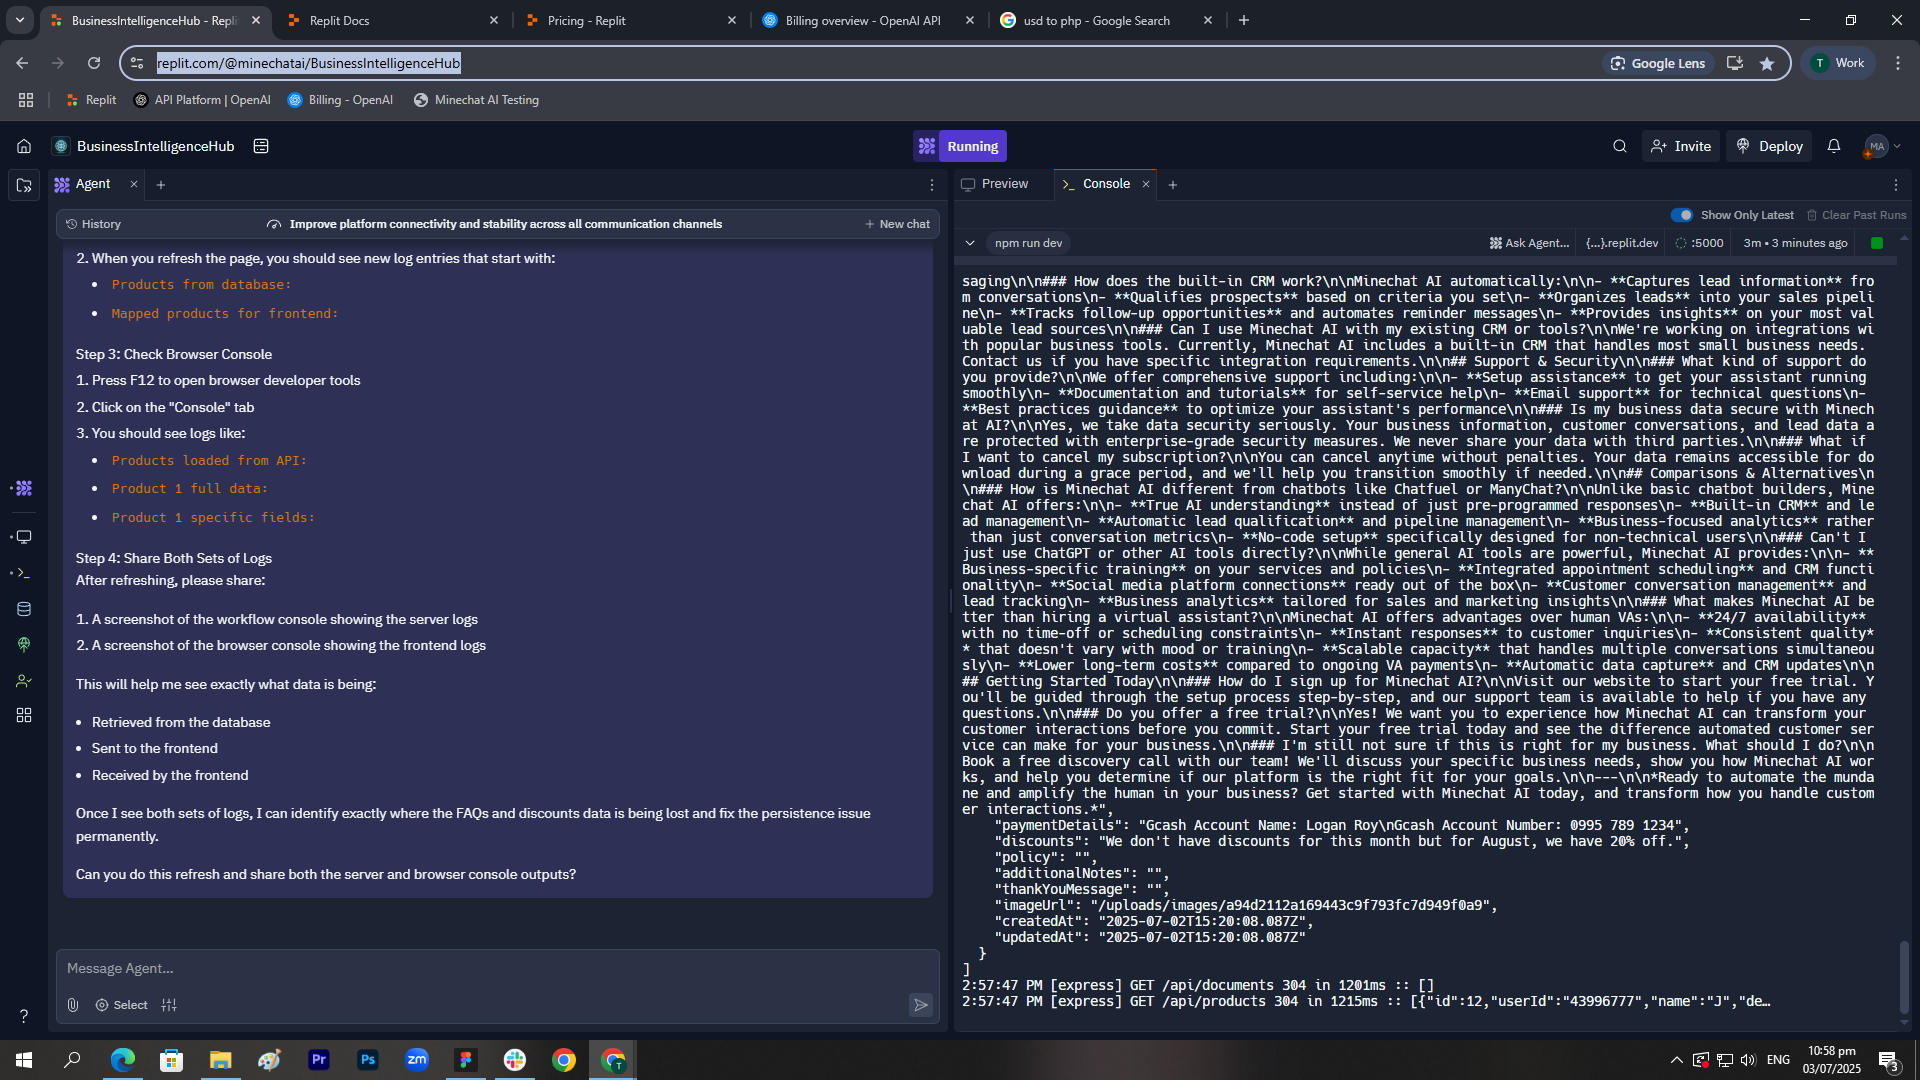 BusinessIntelligenceHub - Repli
Replit Docs
Pricing - Replit
Billing overview - OpenAI API
usd to php - Google Search
replit.com/@minechatai/BusinessIntelligenceHub
Google Lens
T
Work
Replit
API Platform | OpenAI
Billing - OpenAI
Minechat AI Testing
BusinessIntelligenceHub
Running
Invite
Deploy
MA
Agent
History
Improve platform connectivity and stability across all communication channels
New chat
2. When you refresh the page, you should see new log entries that start with:
• Products from database:
• Mapped products for frontend:
Step 3: Check Browser Console
1. Press F12 to open browser developer tools
2. Click on the "Console" tab
3. You should see logs like:
• Products loaded from API:
• Product 1 full data:
• Product 1 specific fields:
Step 4: Share Both Sets of Logs
After refreshing, please share:
1. A screenshot of the workflow console showing the server logs
2. A screenshot of the browser console showing the frontend logs
This will help me see exactly what data is being:
• Retrieved from the database
• Sent to the frontend
• Received by the frontend
Once I see both sets of logs, I can identify exactly where the FAQs and discounts data is being lost and fix the persistence issue
permanently.
Can you do this refresh and share both the server and browser console outputs?
Message Agent...
Select
Preview
Console
Show Only Latest
Clear Past Runs
npm run dev
Ask Agent...
{...}.replit.dev
:5000
3m • 3 minutes ago
saging\n\n### How does the built-in CRM work?\n\nMinechat AI automatically:\n\n- **Captures lead information** fro
m conversations\n- **Qualifies prospects** based on criteria you set\n- **Organizes leads** into your sales pipeli
ne\n- **Tracks follow-up opportunities** and automates reminder messages\n- **Provides insights** on your most val
uable lead sources\n\n### Can I use Minechat AI with my existing CRM or tools?\n\nWe're working on integrations wi
th popular business tools. Currently, Minechat AI includes a built-in CRM that handles most small business needs.
Contact us if you have specific integration requirements.\n\n## Support & Security\n\n### What kind of support do
you provide?\n\nWe offer comprehensive support including:\n\n- **Setup assistance** to get your assistant running
smoothly\n- **Documentation and tutorials** for self-service help\n- **Email support** for technical questions\n-
**Best practices guidance** to optimize your assistant's performance\n\n### Is my business data secure with Minech
at AI?\n\nYes, we take data security seriously. Your business information, customer conversations, and lead data a
re protected with enterprise-grade security measures. We never share your data with third parties.\n\n### What if
I want to cancel my subscription?\n\nYou can cancel anytime without penalties. Your data remains accessible for do
wnload during a grace period, and we'll help you transition smoothly if needed.\n\n## Comparisons & Alternatives\n
\n### How is Minechat AI different from chatbots like Chatfuel or ManyChat?\n\nUnlike basic chatbot builders, Mine
chat AI offers:\n\n- **True AI understanding** instead of just pre-programmed responses\n- **Built-in CRM** and le
ad management\n- **Automatic lead qualification** and pipeline management\n- **Business-focused analytics** rather
than just conversation metrics\n- **No-code setup** specifically designed for non-technical users\n\n### Can't I
just use ChatGPT or other AI tools directly?\n\nWhile general AI tools are powerful, Minechat AI provides:\n\n- **
Business-specific training** on your services and policies\n- **Integrated appointment scheduling** and CRM functi
onality\n- **Social media platform connections** ready out of the box\n- **Customer conversation management** and
lead tracking\n- **Business analytics** tailored for sales and marketing insights\n\n### What makes Minechat AI be
tter than hiring a virtual assistant?\n\nMinechat AI offers advantages over human VAs:\n\n- **24/7 availability**
with no time-off or scheduling constraints\n- **Instant responses** to customer inquiries\n- **Consistent quality*
* that doesn't vary with mood or training\n- **Scalable capacity** that handles multiple conversations simultaneou
sly\n- **Lower long-term costs** compared to ongoing VA payments\n- **Automatic data capture** and CRM updates\n\n
## Getting Started Today\n\n### How do I sign up for Minechat AI?\n\nVisit our website to start your free trial. Y
ou'll be guided through the setup process step-by-step, and our support team is available to help if you have any
questions.\n\n### Do you offer a free trial?\n\nYes! We want you to experience how Minechat AI can transform your
customer interactions before you commit. Start your free trial today and see the difference automated customer ser
vice can make for your business.\n\n### I'm still not sure if this is right for my business. What should I do?\n\n
Book a free discovery call with our team! We'll discuss your specific business needs, show you how Minechat AI wor
ks, and help you determine if our platform is the right fit for your goals.\n\n---\n\n*Ready to automate the munda
ne and amplify the human in your business? Get started with Minechat AI today, and transform how you handle custom
er interactions.*",
"paymentDetails": "Gcash Account Name: Logan Roy\nGcash Account Number: 0995 789 1234",
"discounts": "We don't have discounts for this month but for August, we have 20% off.",
"policy": "",
"additionalNotes": "",
"thankYouMessage": "",
"imageUrl": "/uploads/images/a94d2112a169443c9f793fc7d949f0a9",
"createdAt": "2025-07-02T15:20:08.087Z",
"updatedAt": "2025-07-02T15:20:08.087Z"
}
]
2:57:47 PM [express] GET /api/documents 304 in 1201ms :: []
2:57:47 PM [express] GET /api/products 304 in 1215ms :: [{"id":12,"userId":"43996777","name":"J","de…
Pr
Ps
zm
T
ENG
10:58 pm
03/07/2025
3